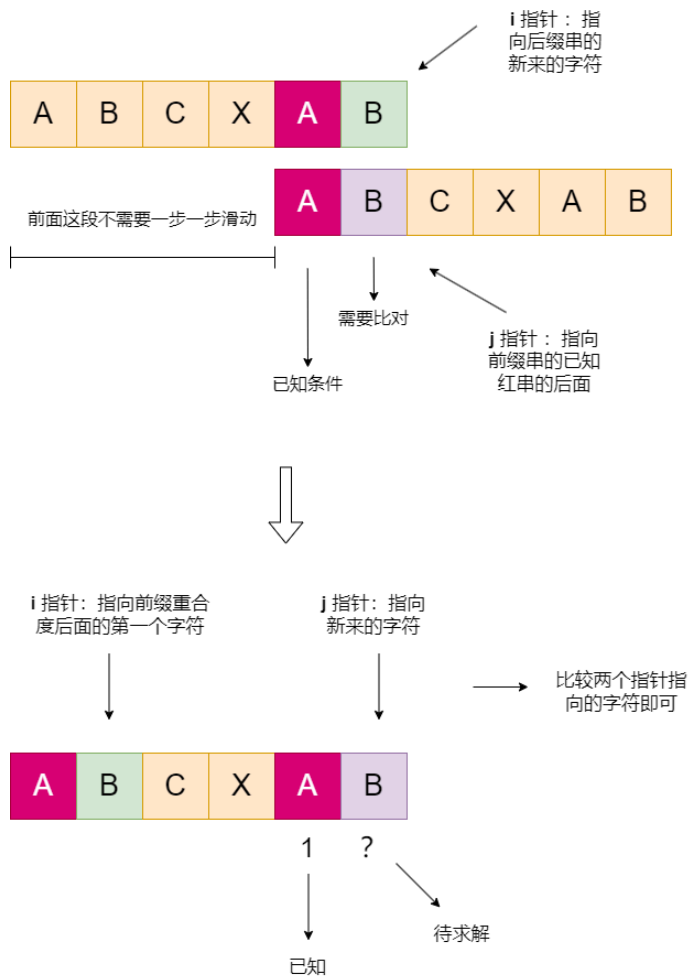 i 指针：指
向后缀串的
新来的字符
A B C X A B
A B C X A B
前面这段不需要一步一步滑动
需要比对
j 指针：指向
前缀串的已知
红串的后面
已知条件
i 指针：指向前缀重合
度后面的第一个字符
j 指针：指向
新来的字符
比较两个指针指
向的字符即可
A B C X A B
1 ?
待求解
已知